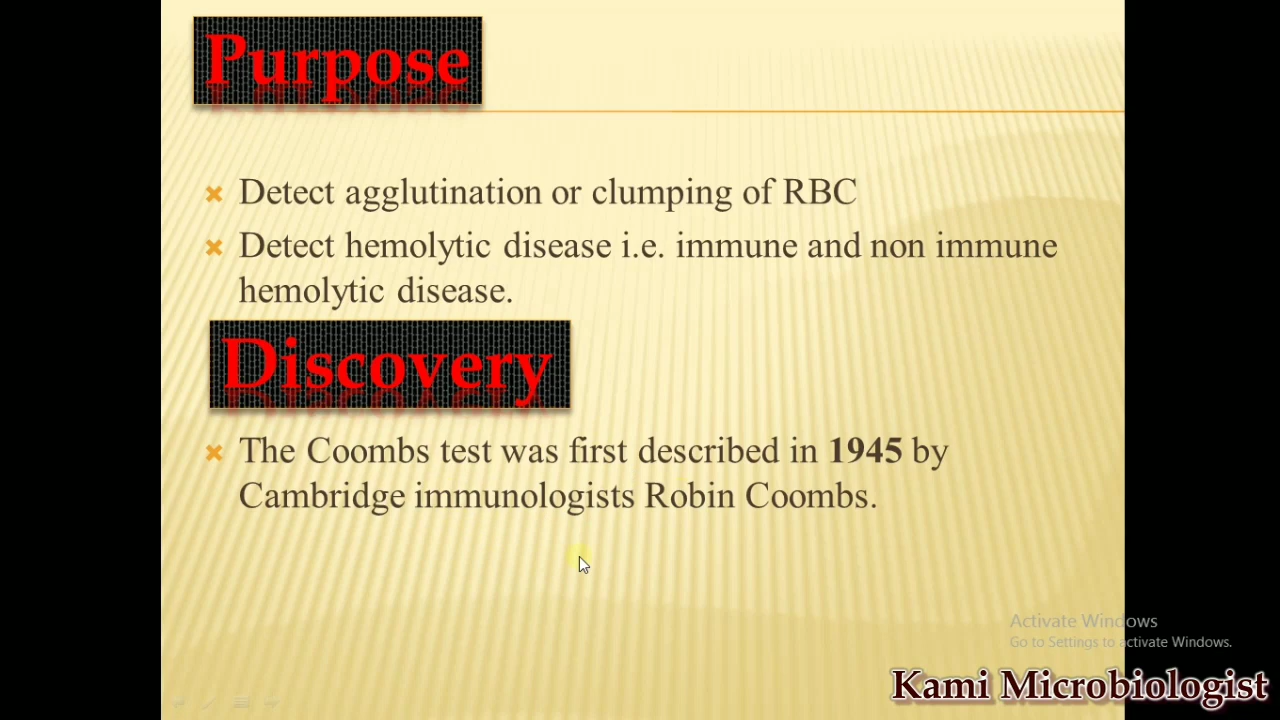 Purpose
Detect agglutination or clumping of RBC
Detect hemolytic disease i.e. immune and non immune
hemolytic disease.
Discovery
The Coombs test was first described in 1945 by
Cambridge immunologists Robin Coombs.
Activate Windows
Go to Settings to activate Windows.
Kami Microbiologist